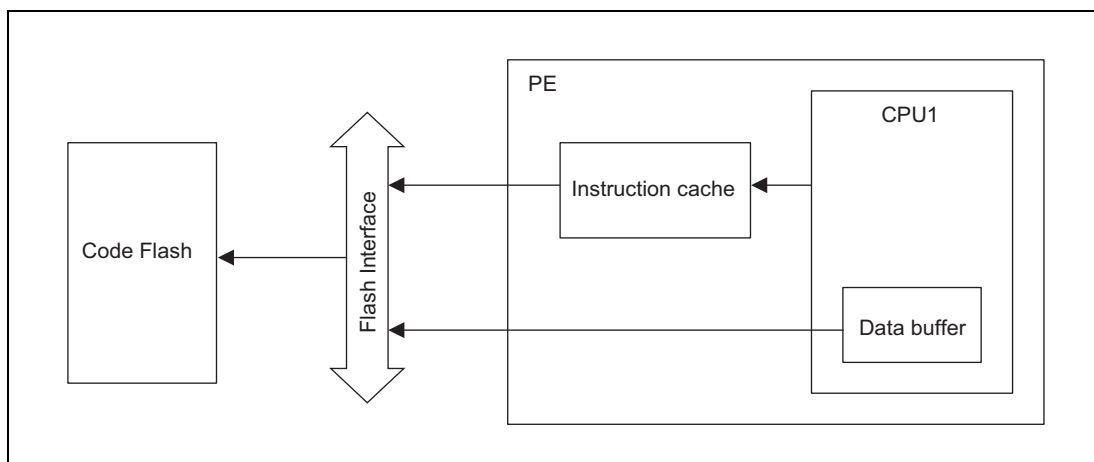 PE
CPU1
Instruction cache
Code Flash
Flash Interface
Data buffer